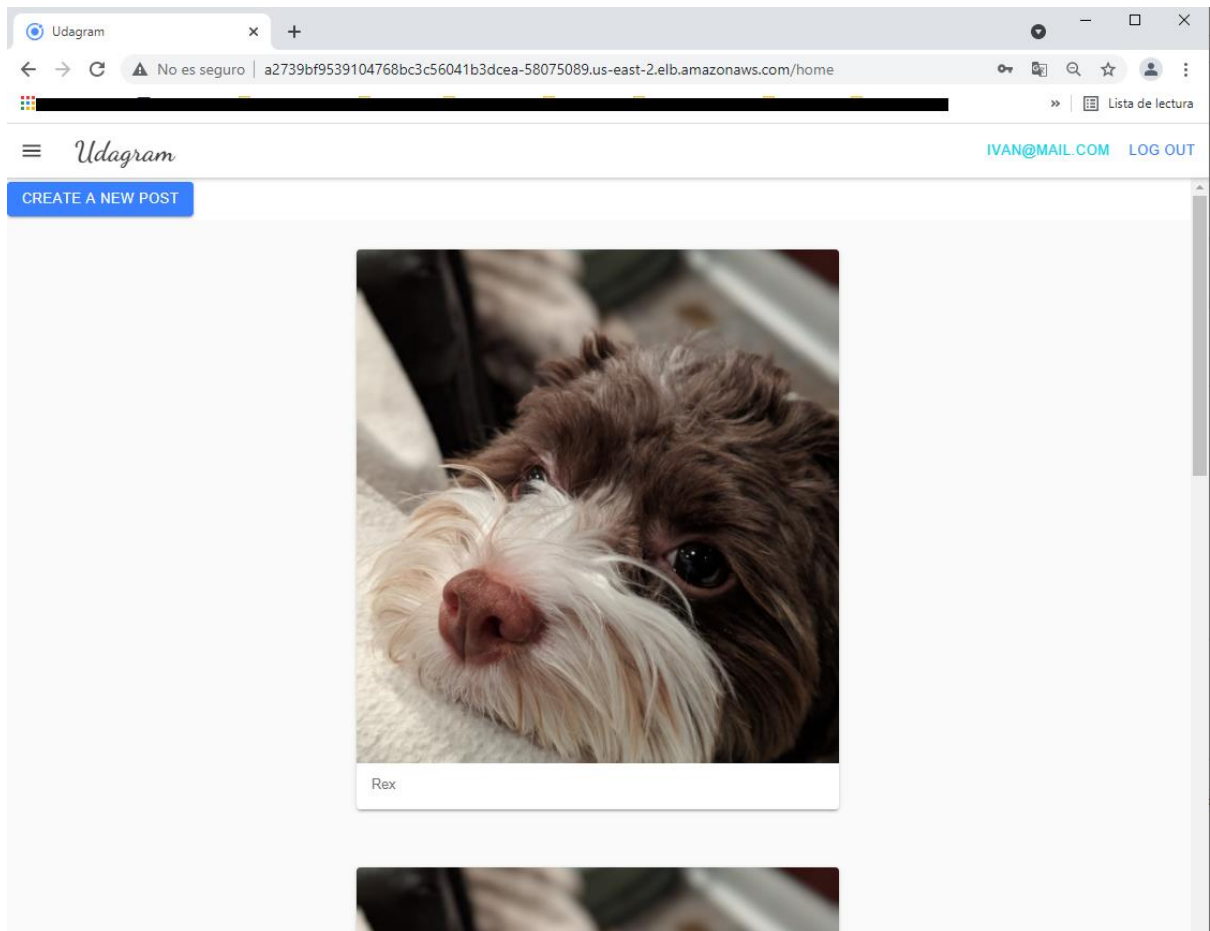 Udagram
No es seguro a2739bf9539104768bc3c56041b3dcea-58075089.us-east-2.elb.amazonaws.com/home
» Lista de lectura
Udagram IVAN@MAIL.COM LOG OUT
CREATE A NEW POST
Rex